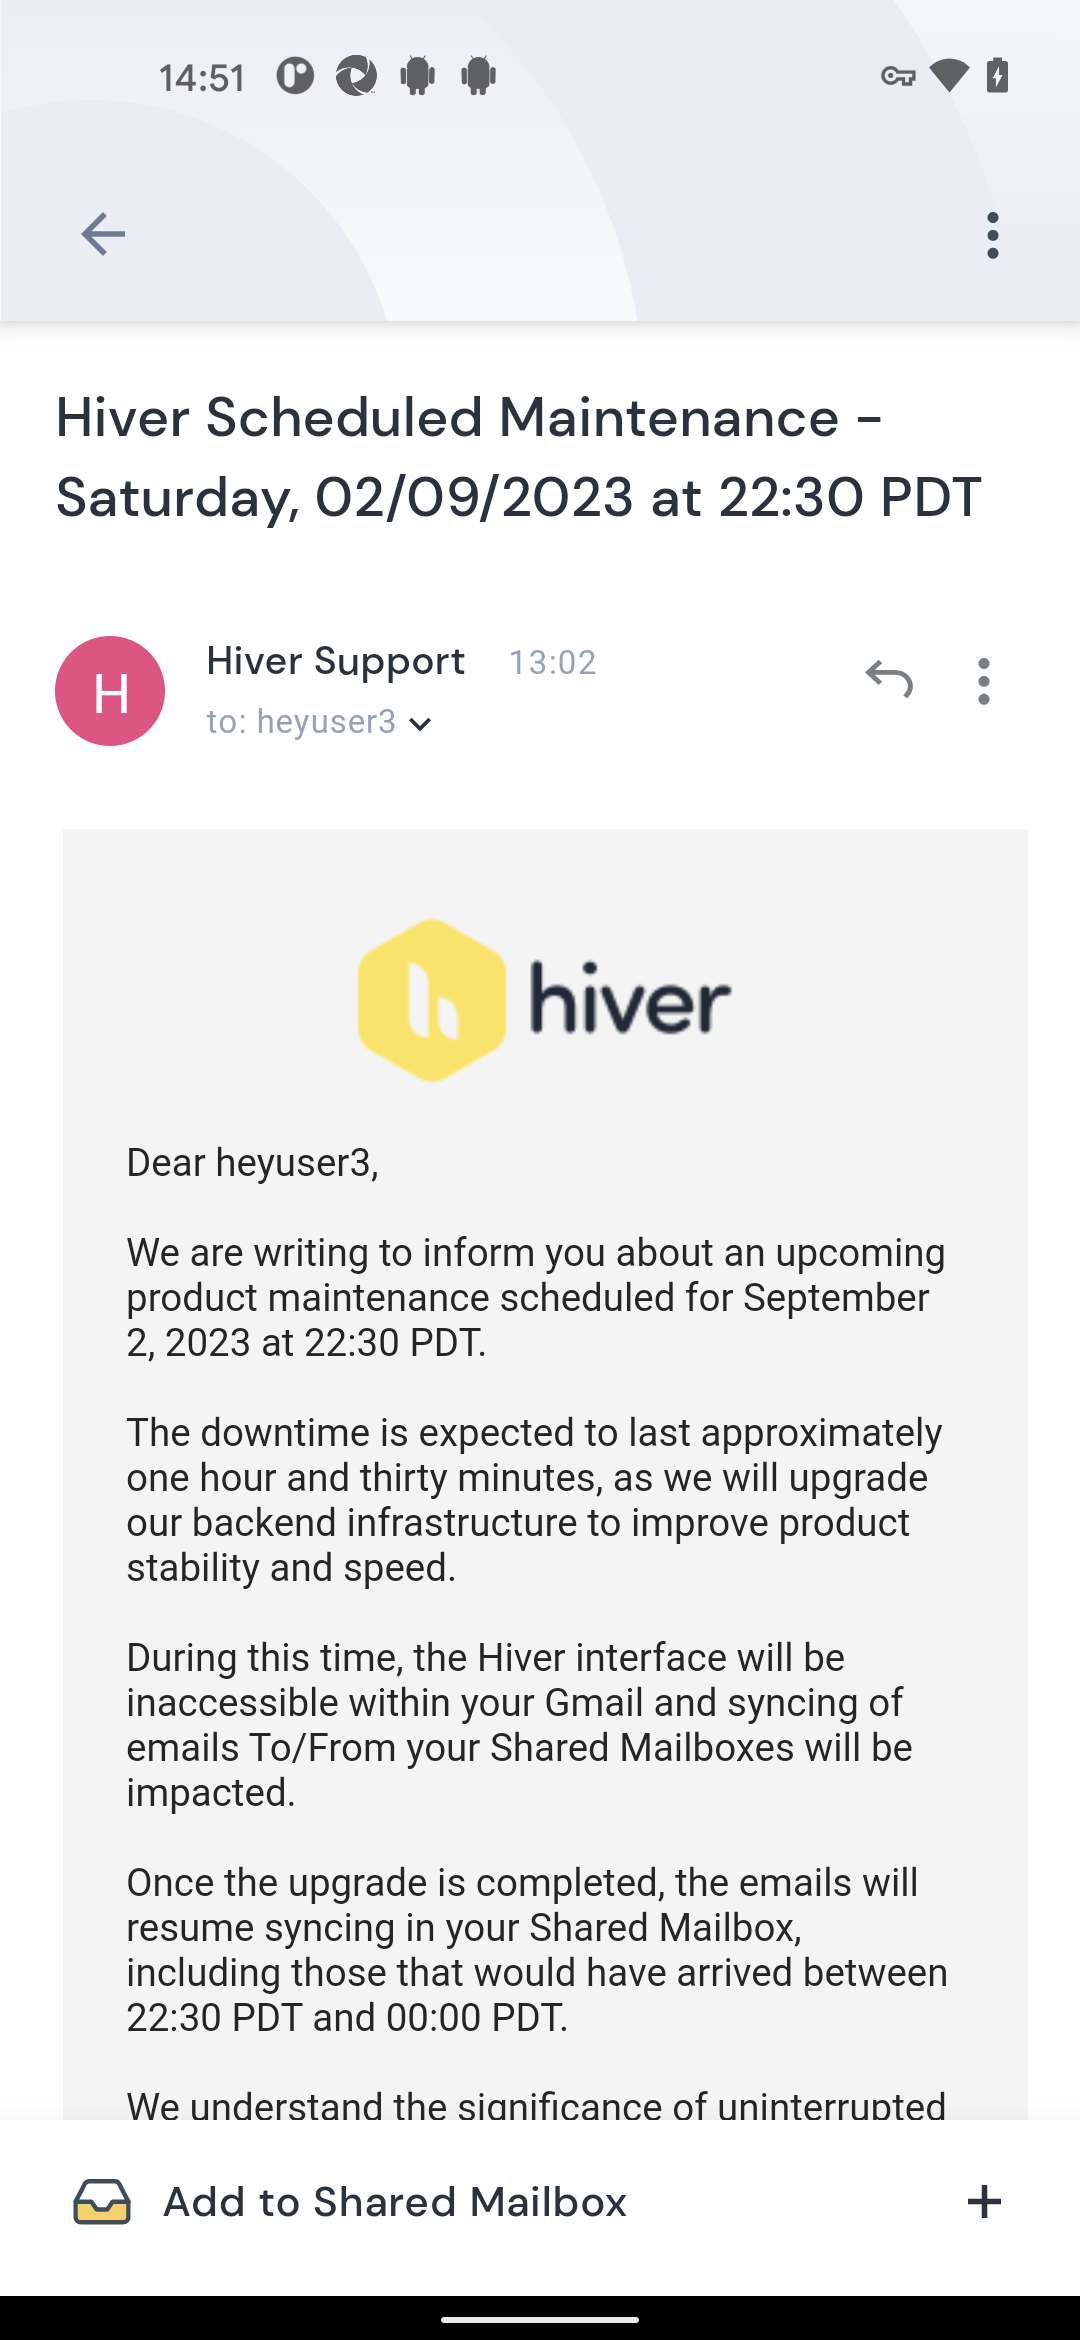 14:51
Hiver Scheduled Maintenance -
Saturday, 02/09/2023 at 22:30 PDT
H
Hiver Support 13:02
to: heyuser3
hiver
Dear heyuser3,
We are writing to inform you about an upcoming
product maintenance scheduled for September
2, 2023 at 22:30 PDT.
The downtime is expected to last approximately
one hour and thirty minutes, as we will upgrade
our backend infrastructure to improve product
stability and speed.
During this time, the Hiver interface will be
inaccessible within your Gmail and syncing of
emails To/From your Shared Mailboxes will be
impacted.
Once the upgrade is completed, the emails will
resume syncing in your Shared Mailbox,
including those that would have arrived between
22:30 PDT and 00:00 PDT.
We understand the significance of uninterrupted
Add to Shared Mailbox